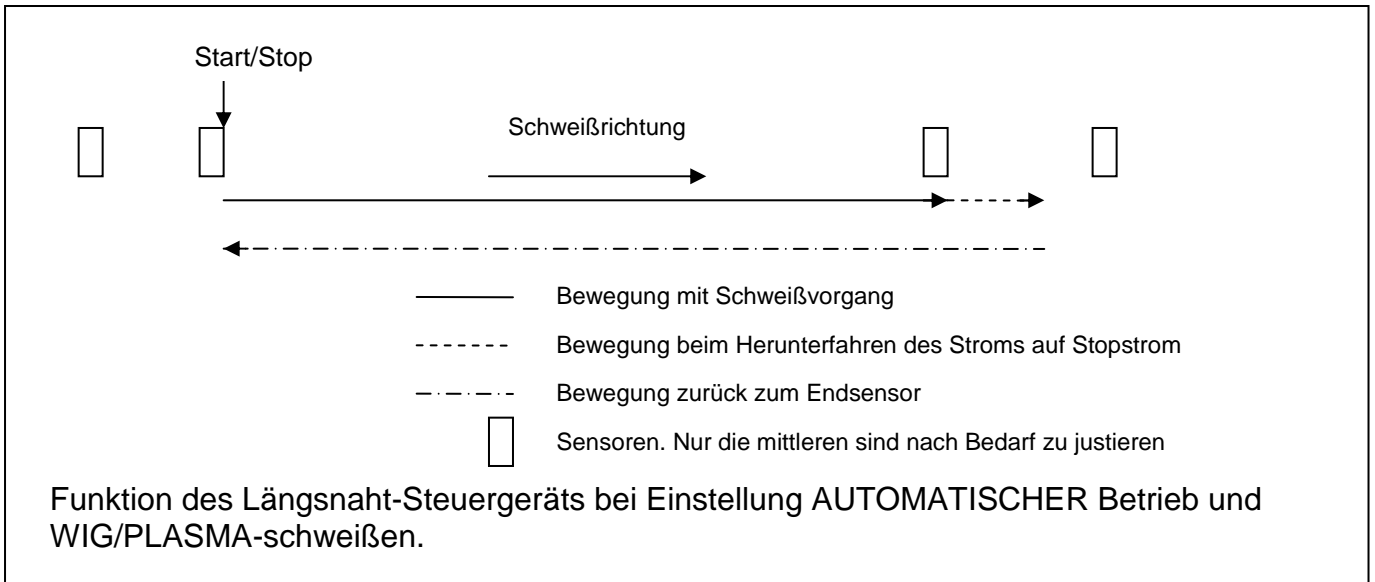 Start/Stop
Schweißrichtung
Bewegung mit Schweißvorgang
Bewegung beim Herunterfahren des Stroms auf Stopstrom
Bewegung zurück zum Endsensor
Sensoren. Nur die mittleren sind nach Bedarf zu justieren
Funktion des Längsnaht-Steuergeräts bei Einstellung AUTOMATISCHER Betrieb und
WIG/PLASMA-schweißen.